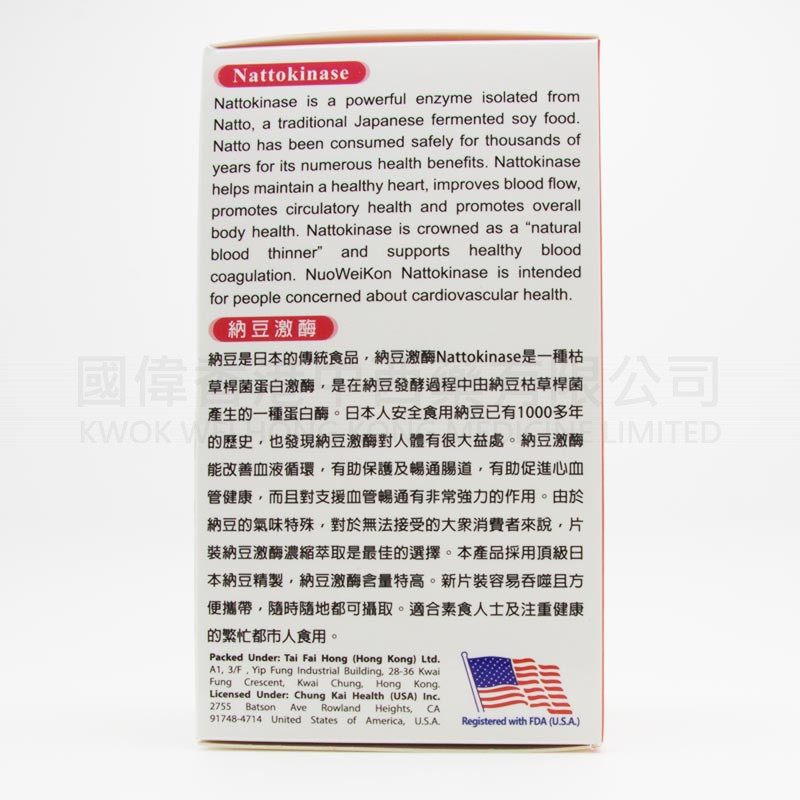 Nattokinase
Nattokinase is a powerful enzyme isolated from
Natto, a traditional Japanese fermented soy food.
Natto has been consumed safely for thousands of
years for its numerous health benefits. Nattokinase
helps maintain a healthy heart, improves blood flow,
promotes circulatory health and promotes overall
body health. Nattokinase is crowned as a “natural
blood thinner” and supports healthy blood
coagulation. NuoWeiKon Nattokinase is intended
for people concerned about cardiovascular health.
納豆激酶
納豆是日本的傳統食品，納豆激酶Nattokinase是一種枯
草桿菌蛋白激酶，是在納豆發酵過程中由納豆枯草桿菌
產生的一種蛋白酶。日本人安全食用納豆已有1000多年
的歷史，也發現納豆激酶對人體有很大益處。納豆激酶
能改善血液循環，有助保護及暢通腸道，有助促進心血
管健康，而且對支援血管暢通有非常強力的作用。由於
納豆的氣味特殊，對於無法接受的大衆消費者來說，片
裝納豆激酶濃縮萃取是最佳的選擇。本產品採用頂級日
本納豆精製，納豆激酶含量特高。新片裝容易吞嚥且方
便攜帶，隨時隨地都可攝取。適合素食人士及注重健康
的繁忙都市人食用。
國偉香港中西藥有限公司
KWOK WEI HONG KONG MEDICINE LIMITED
Packed Under: Tai Fai Hong (Hong Kong) Ltd.
A1, 3/F , Yip Fung Industrial Building, 28-36 Kwai
Fung Crescent, Kwai Chung, Hong Kong.
Licensed Under: Chung Kai Health (USA) Inc.
2755 Batson Ave Rowland Heights, CA
91748-4714 United States of America, U.S.A.
Registered with FDA (U.S.A.)